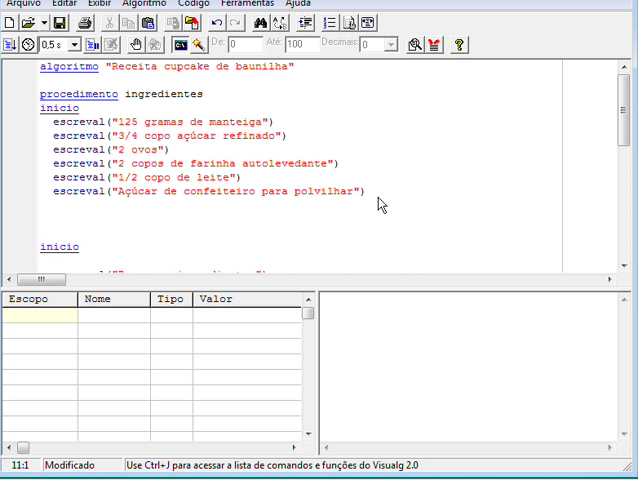 Arquivo Editar Exibir Algoritmo Código Ferramentas Ajuda
0,5 s De: 0 Até: 100 Decimais: 0
algoritmo "Receita cupcake de baunilha"
procedimento ingredientes
inicio
escreval("125 gramas de manteiga")
escreval("3/4 copo açúcar refinado")
escreval("2 ovos")
escreval("2 copos de farinha autolevedante")
escreval("1/2 copo de leite")
escreval("Açúcar de confeiteiro para polvilhar")
inicio
Escopo Nome Tipo Valor
11:1 Modificado Use Ctrl+J para acessar a lista de comandos e funções do Visualg 2.0